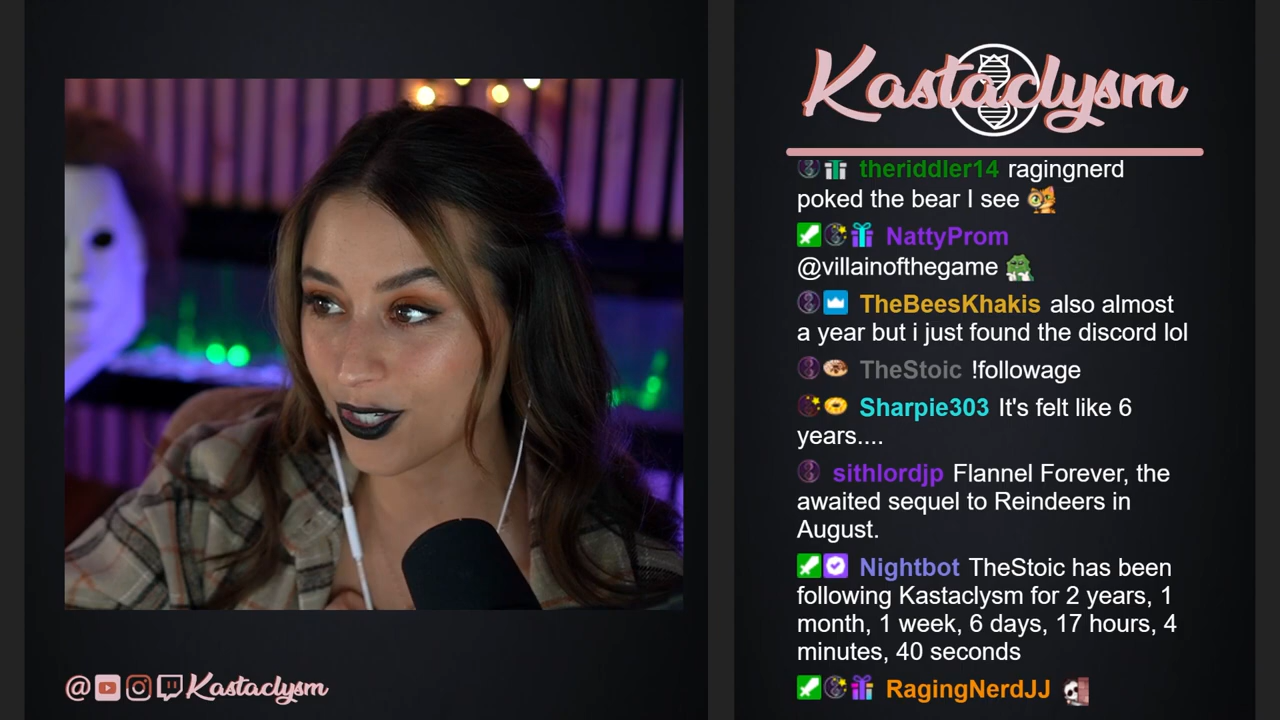 Kastaclysm
theriddler14 ragingnerd
poked the bear I see
NattyProm
@villainofthegame
TheBeesKhakis also almost
a year but i just found the discord lol
TheStoic !followage
Sharpie303 It's felt like 6
years....
sithlordjp Flannel Forever, the
awaited sequel to Reindeers in
August.
Nightbot TheStoic has been
following Kastaclysm for 2 years, 1
month, 1 week, 6 days, 17 hours, 4
minutes, 40 seconds
RagingNerdJJ
@ Kastaclysm